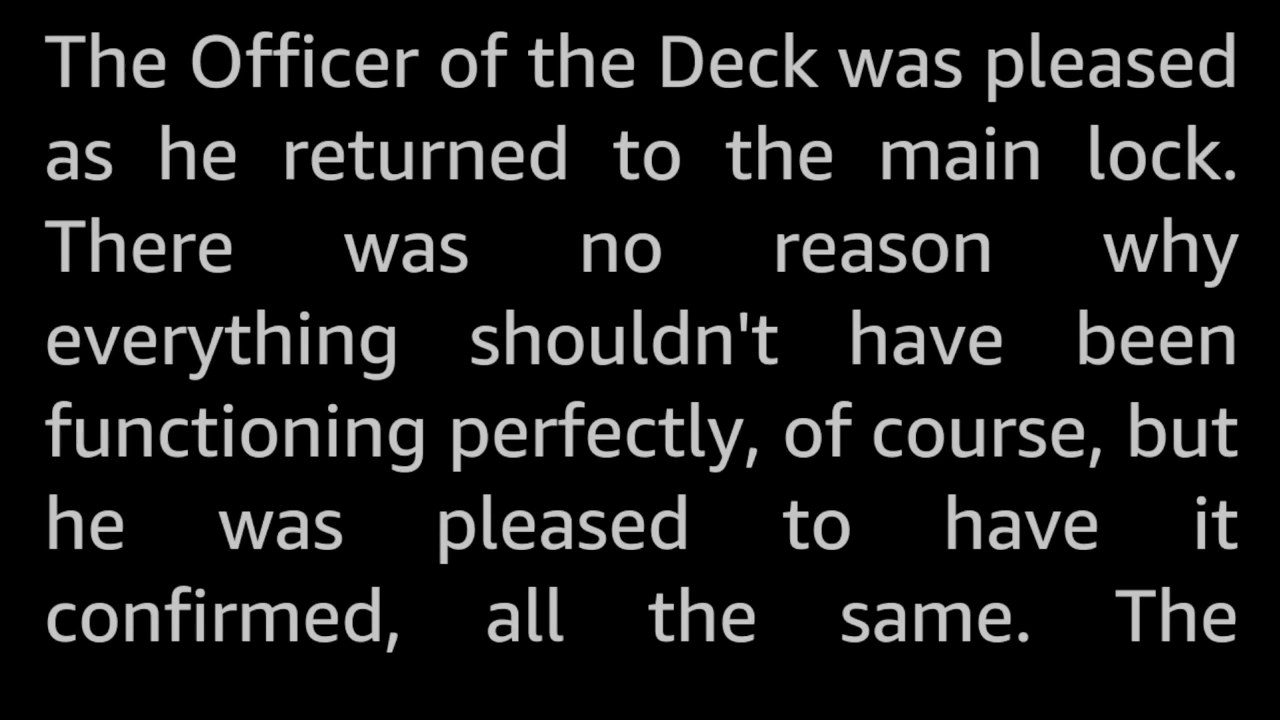 The Officer of the Deck was pleased
as he returned to the main lock.
There was no reason why
everything shouldn't have been
functioning perfectly, of course, but
he was pleased to have it
confirmed, all the same. The